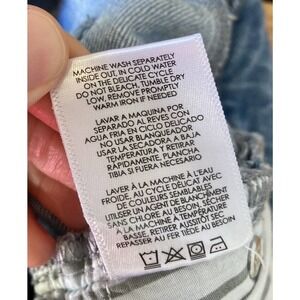 MACHINE WASH SEPARATELY
INSIDE OUT, IN COLD WATER
ON THE DELICATE CYCLE
DO NOT BLEACH, TUMBLE DRY
LOW, REMOVE PROMPTLY
WARM IRON IF NEEDED
LAVAR A MAQUINA POR
SEPARADO AL REVES CON
AGUA FRIA EN CICLO DELICADO
NO USAR BLANQUEADOR
USAR LA SECADORA A BAJA
TEMPERATURA Y RETIRAR
RAPIDAMENTE, PLANCHA
TIBIA SI FUERA NECESARIO
LAVER À LA MACHINE À L'EAU
FROIDE, AU CYCLE DÉLICAT AVEC
DE COULEURS SEMBLABLES
UTILISER UN AGENT DE BLANCHÎMENT
SANS CHLORE AU BESOIN, SÉCHER
À LA MACHINE À TEMPÉRATURE
BASSE, RETIRER AUSSITÔT SEC,
REPASSER AU FER TIÈDE AU BESOIN